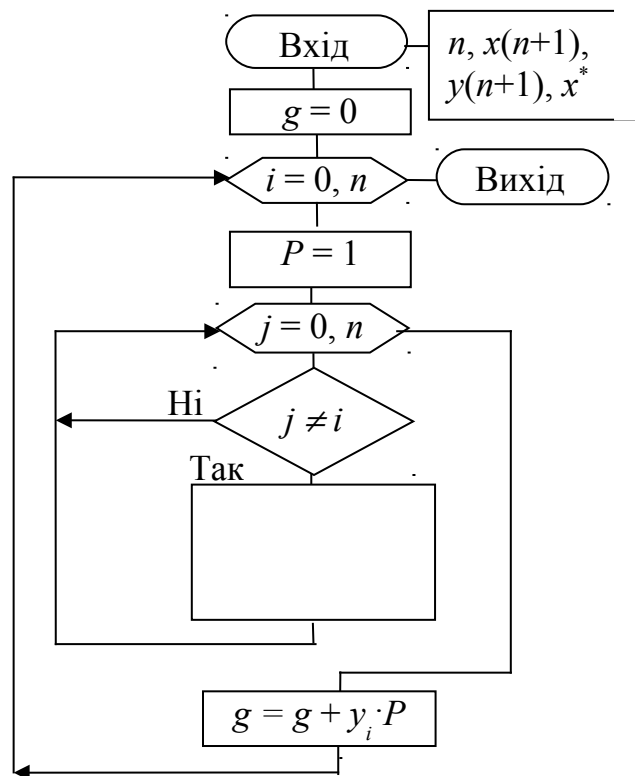 Вхід
n, x(n+1),
y(n+1), x*
g = 0
i = 0, n
Вихід
P = 1
j = 0, n
Ні
j ≠ i
Так
g = g + y_i·P